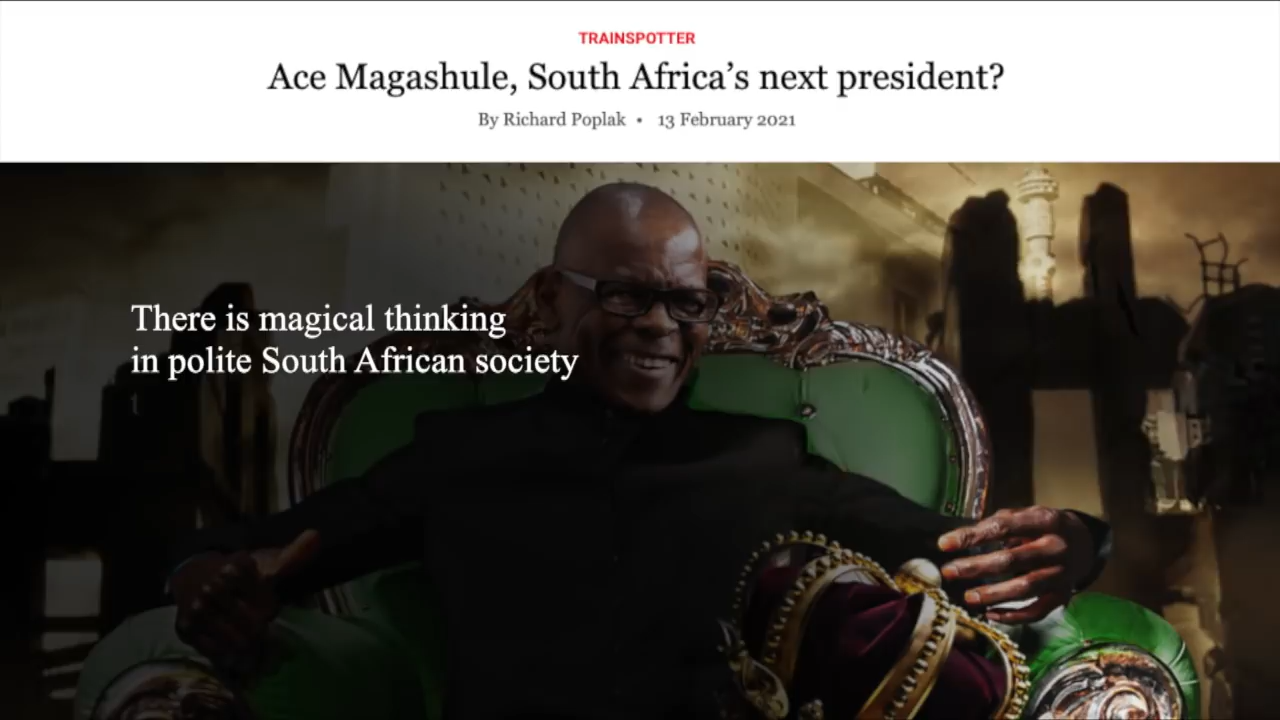 TRAINSPOTTER
Ace Magashule, South Africa’s next president?
By Richard Poplak • 13 February 2021
There is magical thinking
in polite South African society
t